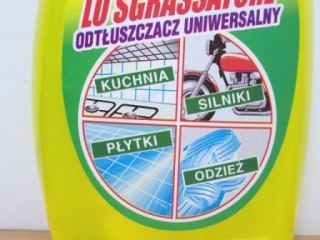 LO SGRASSATORE
ODTŁUSZCZACZ UNIWERSALNY
KUCHNIA
SILNIKI
PŁYTKI
ODZIEŻ